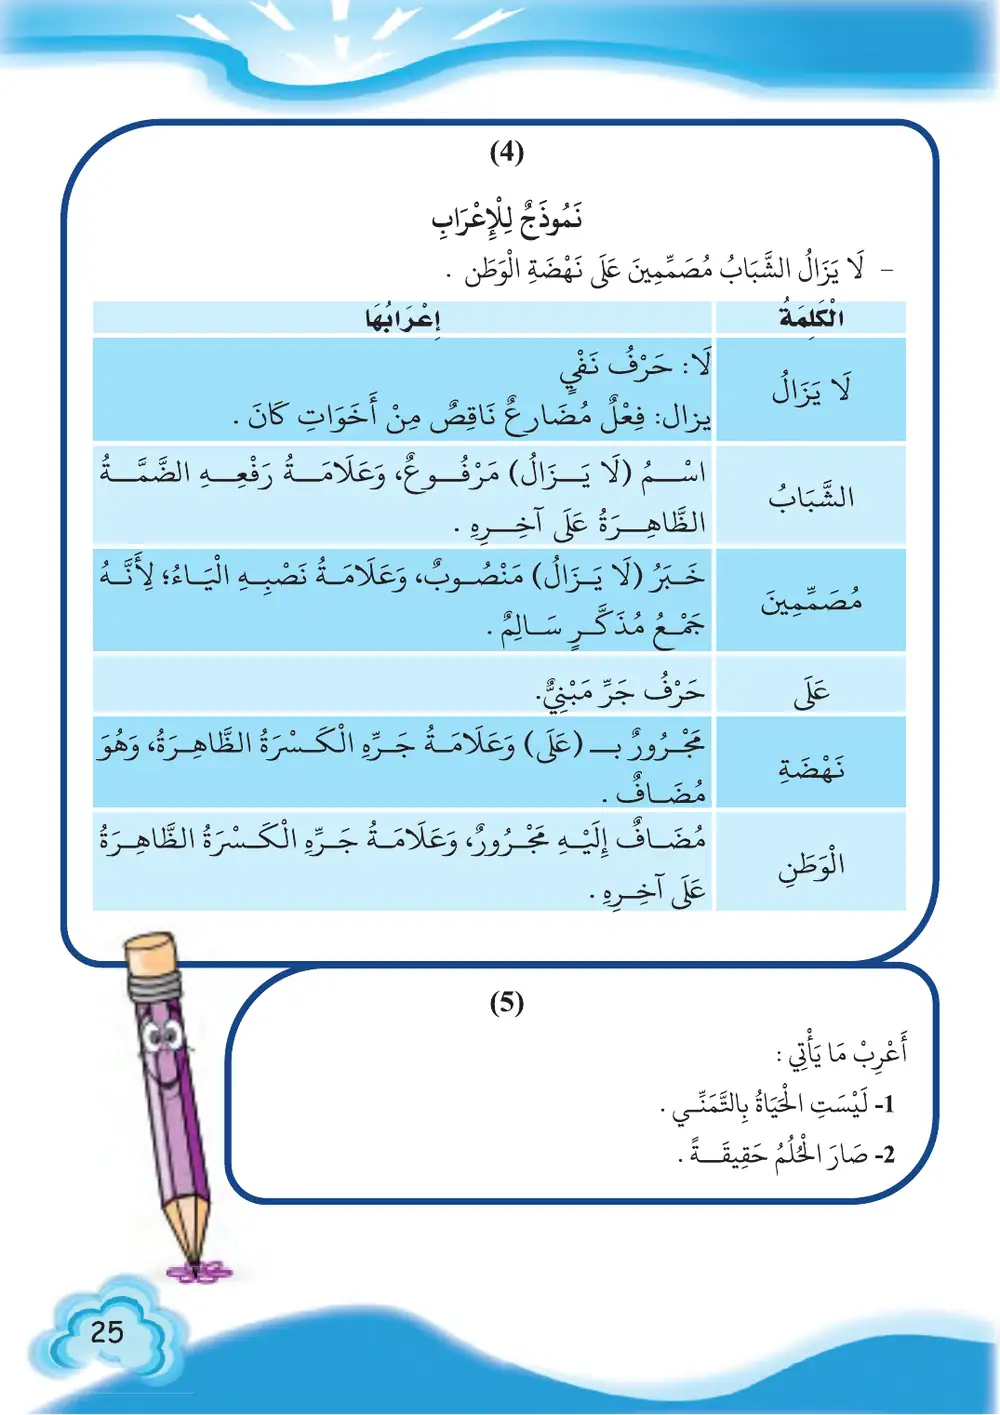 (4)
نَمُوذَجٌ لِلْإِعْرَابِ
– لَا يَزَالُ الشَّبَابُ مُصَمِّمِينَ عَلَى نَهْضَةِ الْوَطَن .
الْكَلِمَةُ إِعْرَابُهَا
لَا يَزَالُ
لَا: حَرْفُ نَفْيٍ
يزال: فِعْلٌ مُضَارِعٌ نَاقِصٌ مِنْ أَخَوَاتِ كَانَ .
الشَّبَابُ
اسْمُ (لَا يَزَالُ) مَرْفُوعٌ، وَعَلَامَةُ رَفْعِهِ الضَّمَّةُ
الظَّاهِرَةُ عَلَى آخِرِهِ .
مُصَمِّمِينَ
خَبَرُ (لَا يَزَالُ) مَنْصُوبٌ، وَعَلَامَةُ نَصْبِهِ الْيَاءُ؛ لِأَنَّهُ
جَمْعُ مُذَكَّرٍ سَالِمٌ .
عَلَى
حَرْفُ جَرِّ مَبْنِيٌّ.
نَهْضَةِ
مَجْرُورٌ بـ (عَلَى) وَعَلَامَةُ جَرِّهِ الْكَسْرَةُ الظَّاهِرَةُ، وَهُوَ
مُضَافٌ .
الْوَطَنِ
مُضَافٌ إِلَيْهِ مَجْرُورٌ، وَعَلَامَةُ جَرِّهِ الْكَسْرَةُ الظَّاهِرَةُ
عَلَى آخِرِهِ .
(5)
أَعْرِبْ مَا يَأْتِي :
1- لَيْسَتِ الْحَيَاةُ بِالتَّمَنِّي .
2- صَارَ الْحُلُمُ حَقِيقَةً .
25